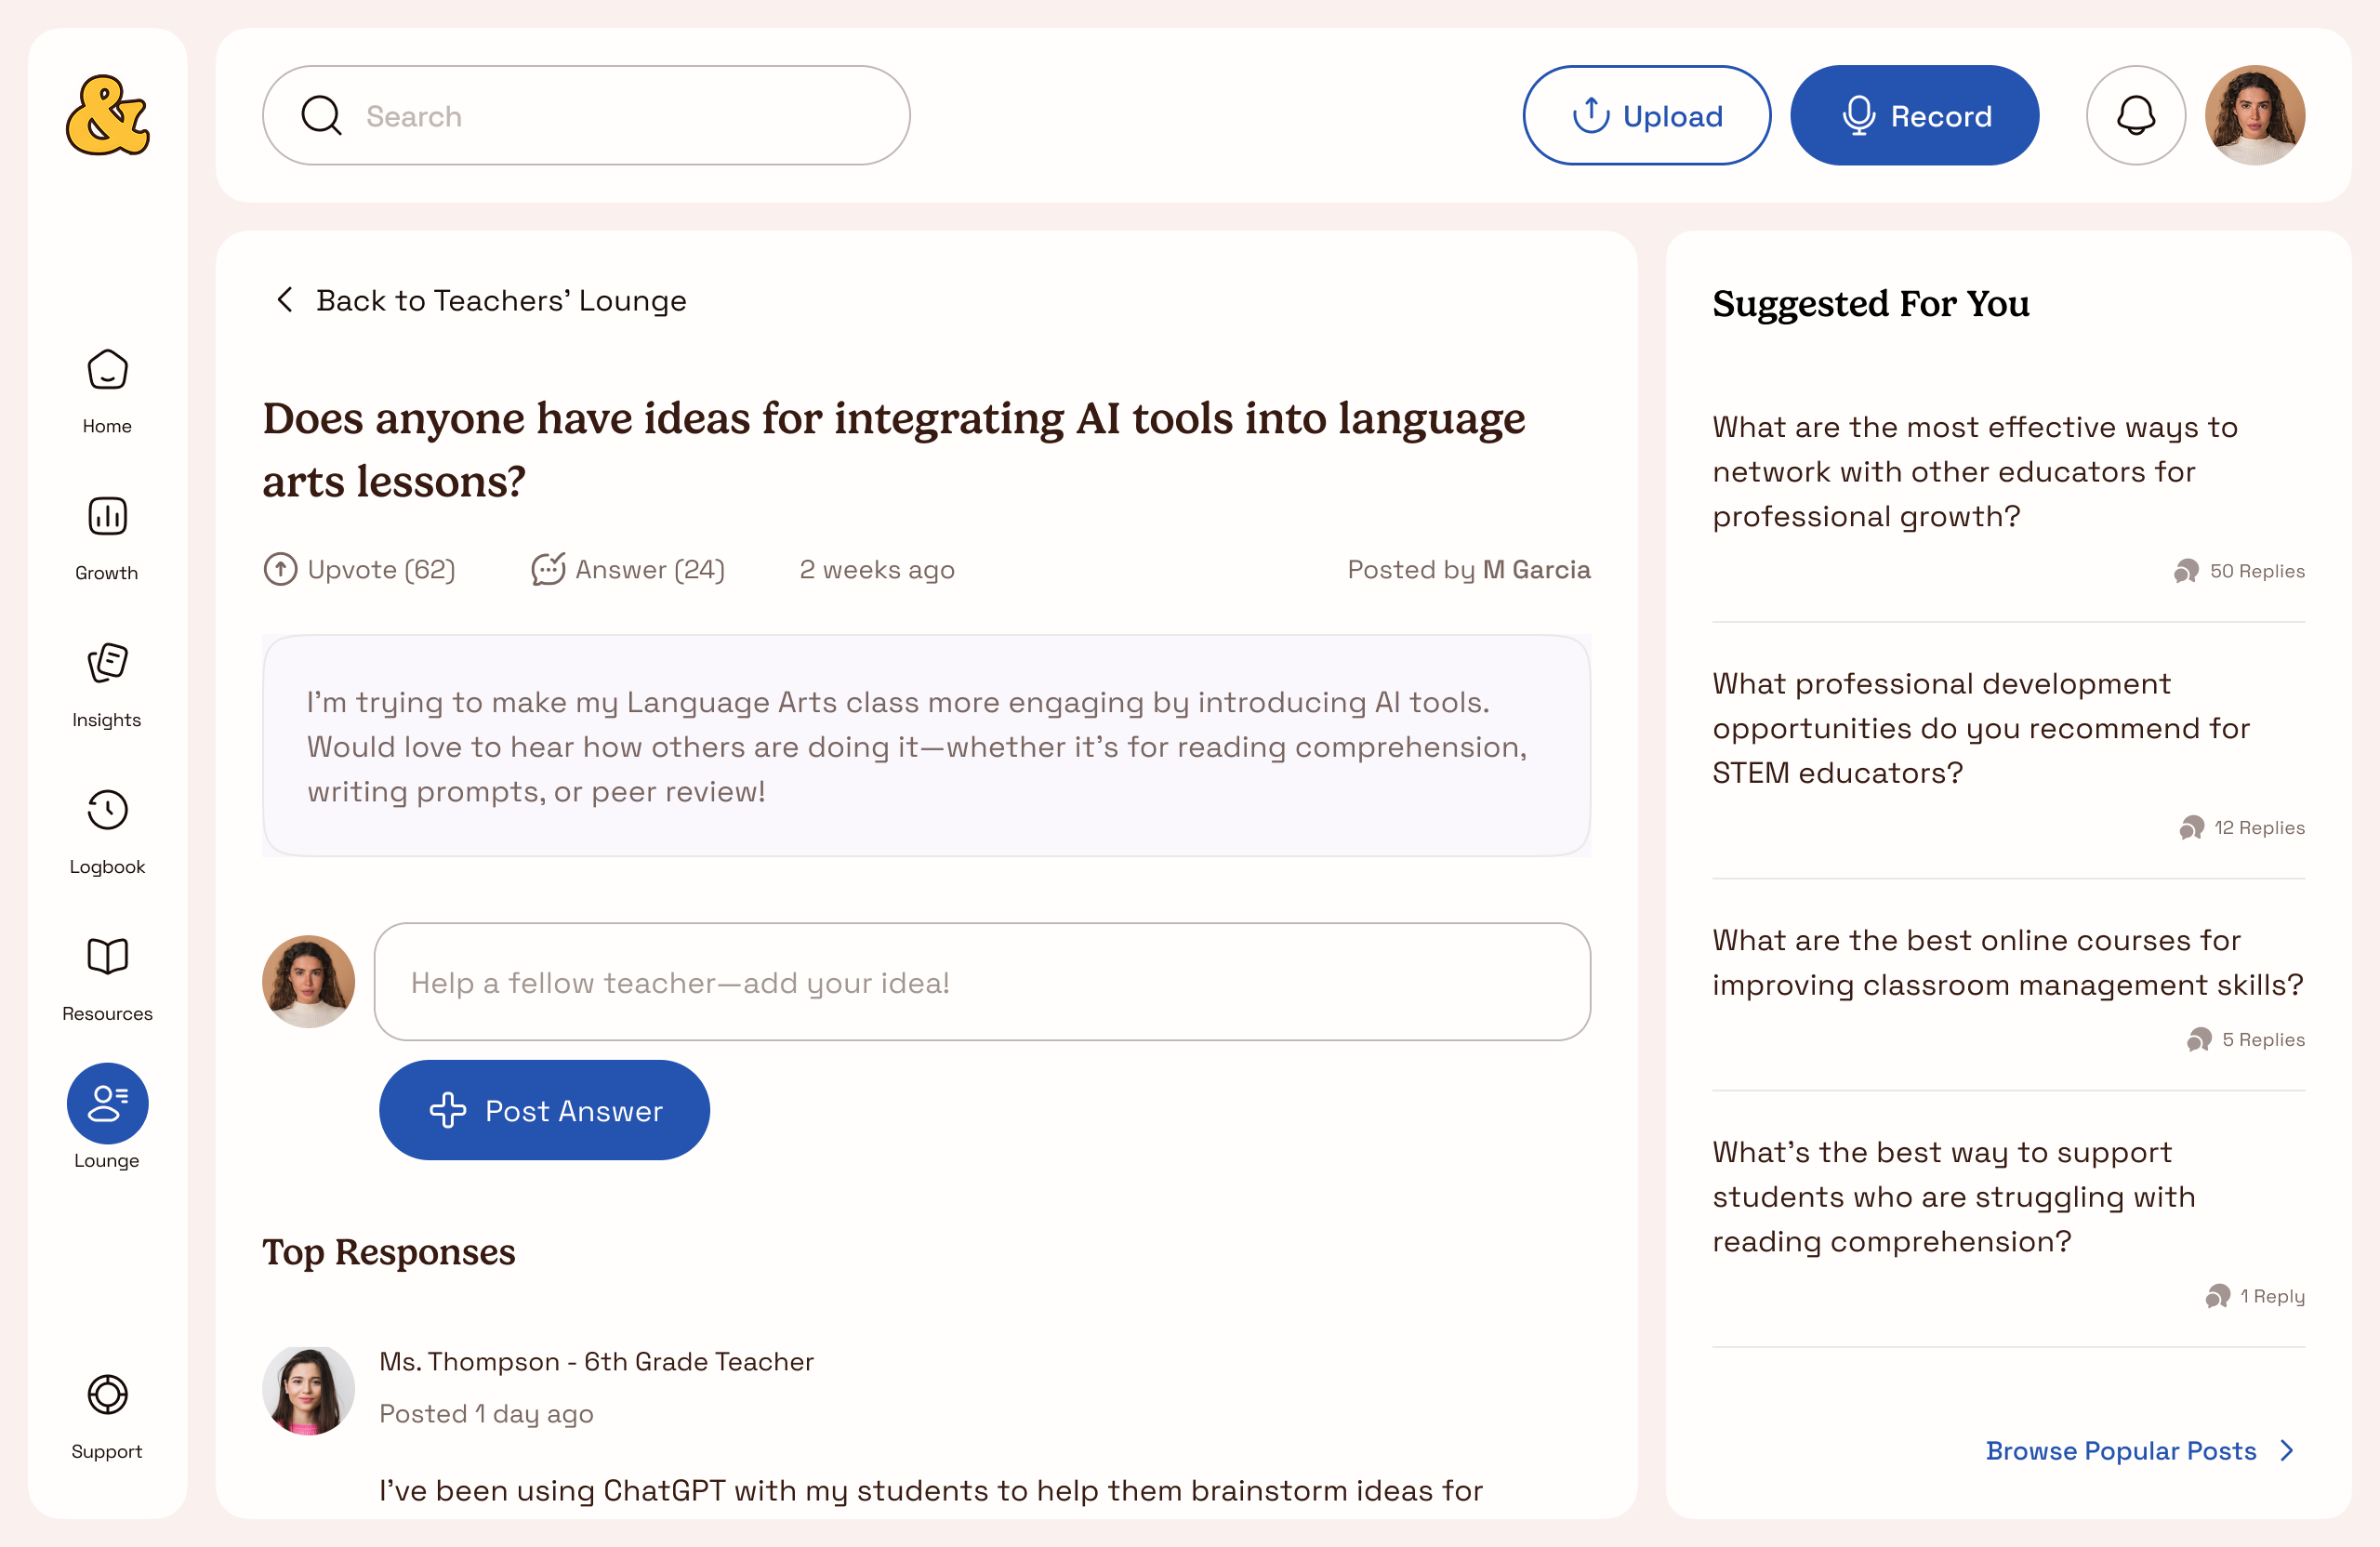 &
Search
Upload
Record
Home
Growth
Insights
Logbook
Resources
Lounge
Support
Back to Teachers’ Lounge
Does anyone have ideas for integrating AI tools into language
arts lessons?
Upvote (62)
Answer (24)
2 weeks ago
Posted by M Garcia
I’m trying to make my Language Arts class more engaging by introducing AI tools.
Would love to hear how others are doing it—whether it’s for reading comprehension,
writing prompts, or peer review!
Help a fellow teacher—add your idea!
Post Answer
Top Responses
Ms. Thompson - 6th Grade Teacher
Posted 1 day ago
I’ve been using ChatGPT with my students to help them brainstorm ideas for
Suggested For You
What are the most effective ways to
network with other educators for
professional growth?
50 Replies
What professional development
opportunities do you recommend for
STEM educators?
12 Replies
What are the best online courses for
improving classroom management skills?
5 Replies
What’s the best way to support
students who are struggling with
reading comprehension?
1 Reply
Browse Popular Posts